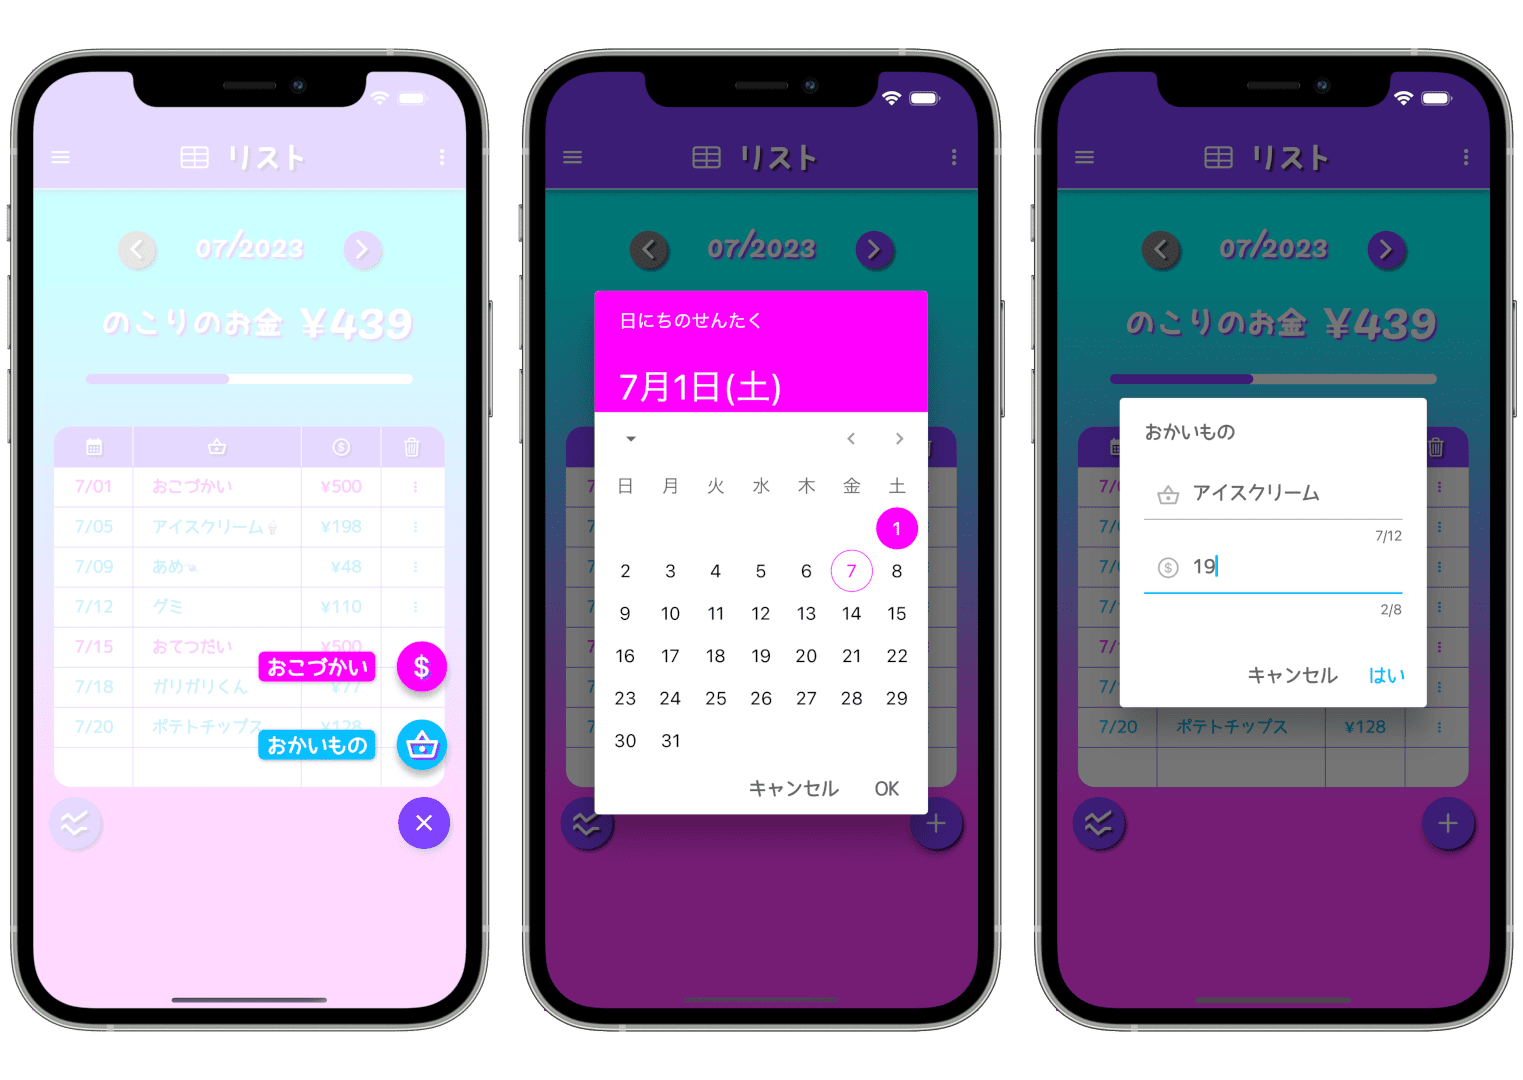 リスト
07/2023
のこりのお金 ¥439
7/01 おこづかい ¥500
7/05 アイスクリーム🍦 ¥198
7/09 あめ🍬 ¥48
7/12 グミ ¥110
7/15 おてつだい ¥500
おこづかい $
7/18 ガリガリくん ¥77
7/20 ポテトチップス ¥128
おかいもの
リスト
07/2023
日にちのせんたく
7月1日(土)
日 月 火 水 木 金 土
1
2 3 4 5 6 7 8
9 10 11 12 13 14 15
16 17 18 19 20 21 22
23 24 25 26 27 28 29
30 31
キャンセル OK
リスト
07/2023
のこりのお金 ¥439
おかいもの
アイスクリーム
7/12
19
2/8
キャンセル はい
7/20 ポテトチップス ¥128